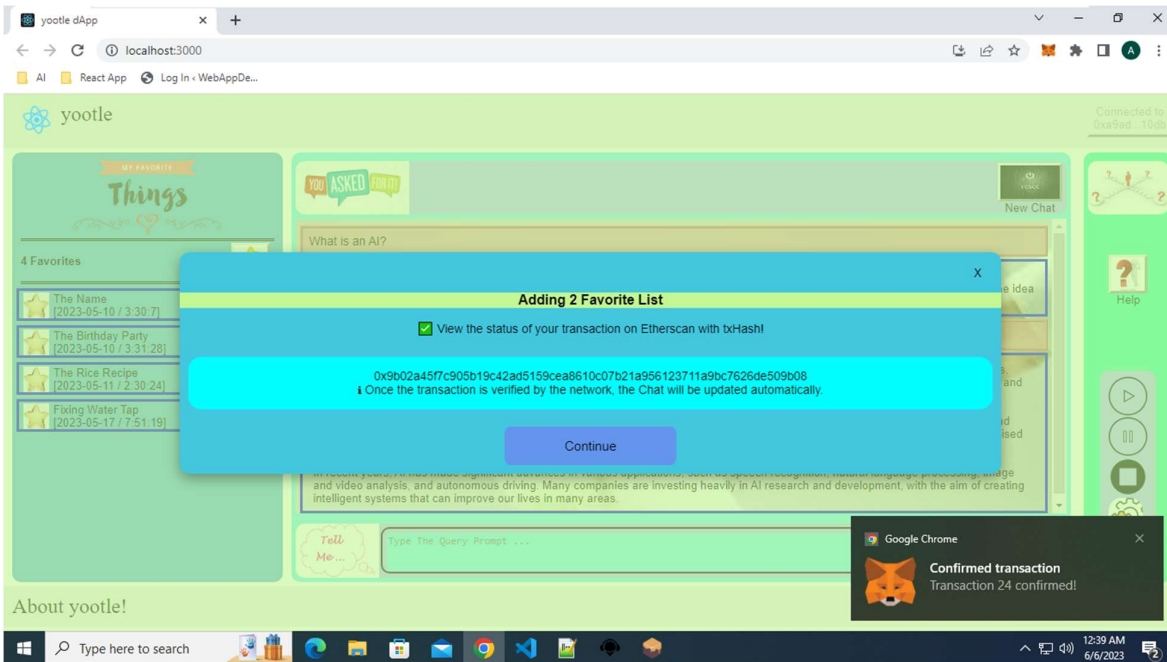 yootle dApp
localhost:3000
A
AI
React App
Log In ‹ WebAppDe...
yootle
Connected to
0xa9ad...10db
MY FAVORITE
Things
4 Favorites
The Name
[2023-05-10 / 3:30:7]
The Birthday Party
[2023-05-10 / 3:31:28]
The Rice Recipe
[2023-05-11 / 2:30:24]
Fixing Water Tap
[2023-05-17 / 7:51:19]
YOU ASKED FOR IT!
New Chat
What is an AI?
e idea
X
Adding 2 Favorite List
View the status of your transaction on Etherscan with txHash!
0x9b02a45f7c905b19c42ad5159cea8610c07b21a956123711a9bc7626de509b08
ℹ Once the transaction is verified by the network, the Chat will be updated automatically.
Continue
and video analysis, and autonomous driving. Many companies are investing heavily in AI research and development, with the aim of creating
intelligent systems that can improve our lives in many areas.
Tell
Me...
Type The Query Prompt ...
Help
Google Chrome
Confirmed transaction
Transaction 24 confirmed!
About yootle!
Type here to search
12:39 AM
6/6/2023
2